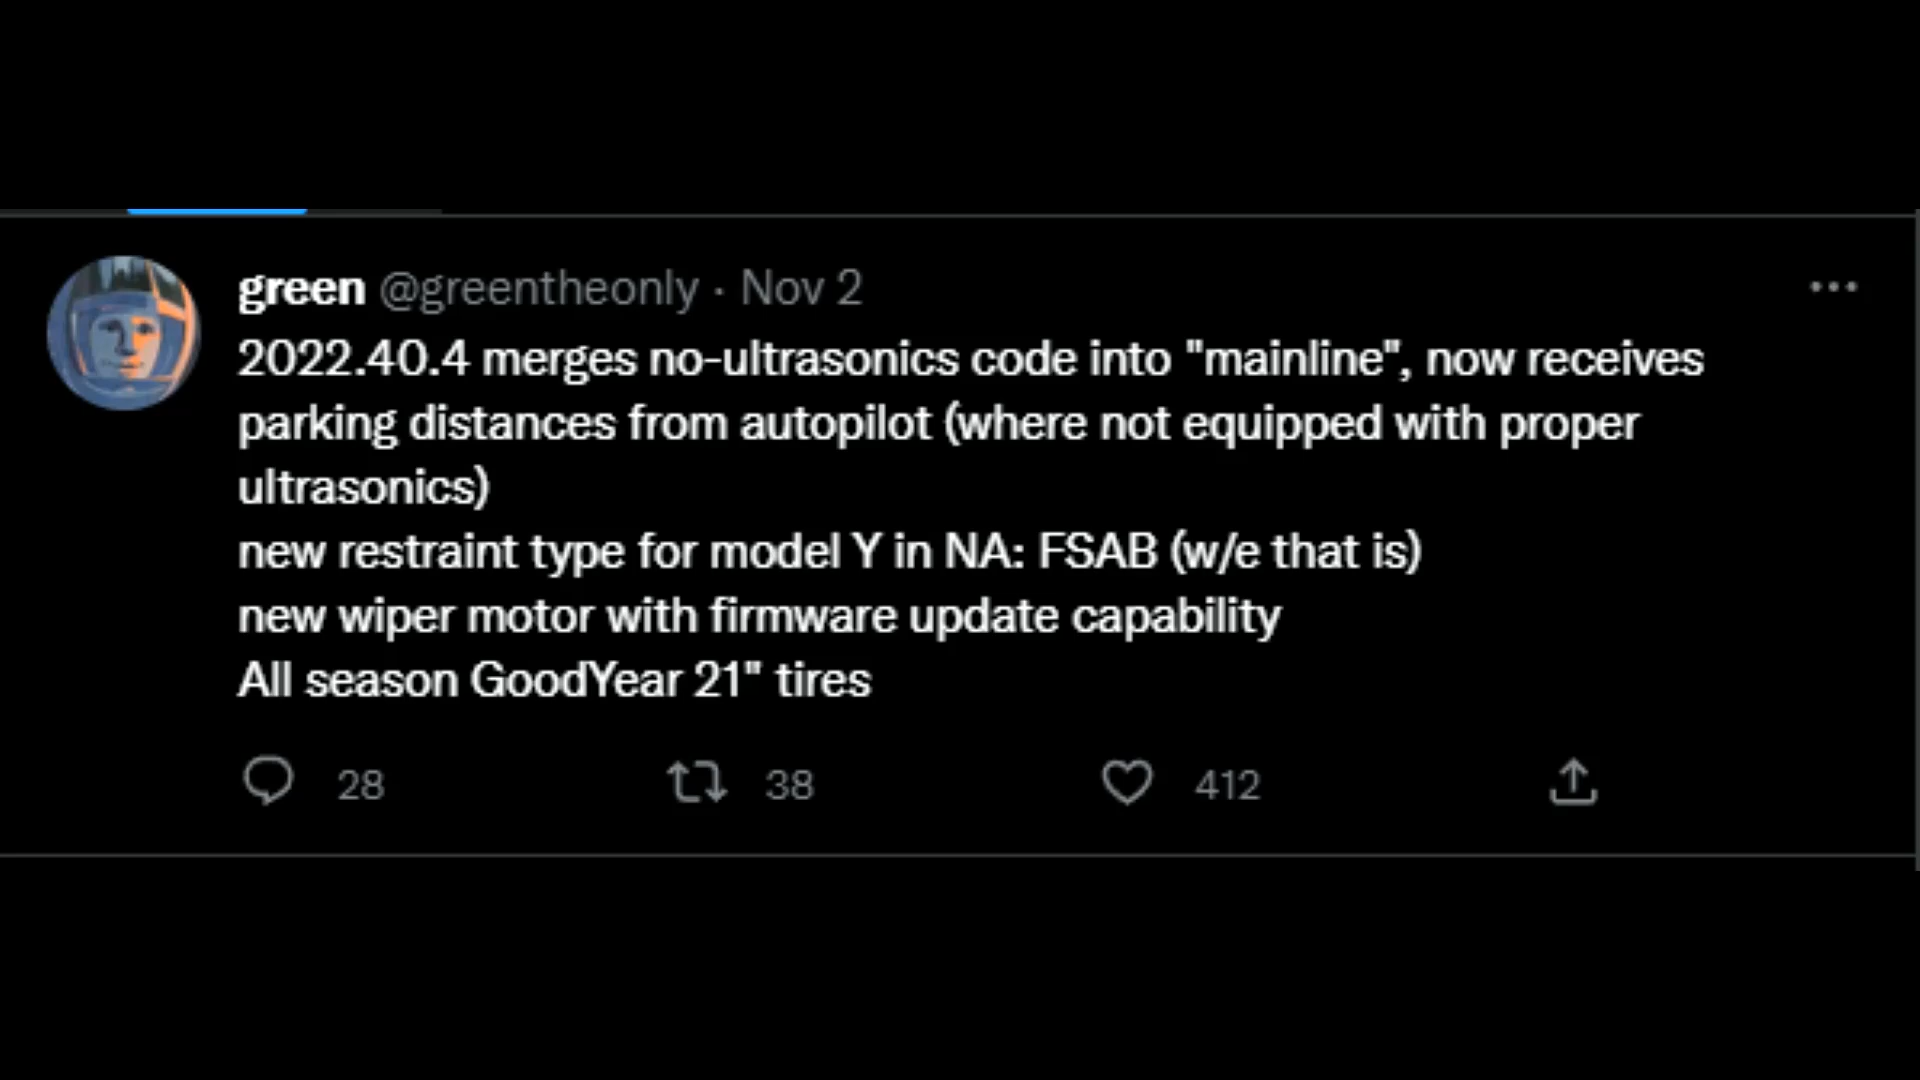 green @greentheonly · Nov 2
2022.40.4 merges no-ultrasonics code into "mainline", now receives
parking distances from autopilot (where not equipped with proper
ultrasonics)
new restraint type for model Y in NA: FSAB (w/e that is)
new wiper motor with firmware update capability
All season GoodYear 21" tires
28 38 412